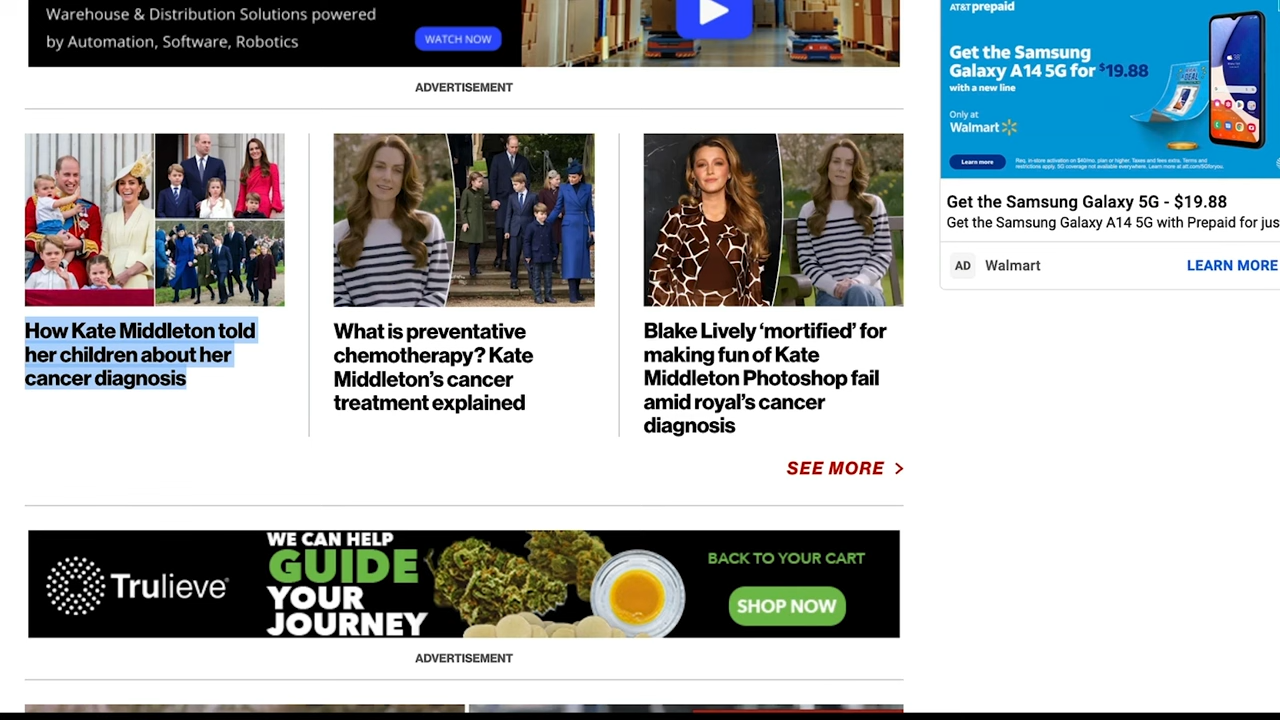 Warehouse & Distribution Solutions powered
by Automation, Software, Robotics
WATCH NOW
ADVERTISEMENT
AT&T prepaid
Get the Samsung
Galaxy A14 5G for $19.88
with a new line
Only at
Walmart
Learn more
Get the Samsung Galaxy 5G - $19.88
Get the Samsung Galaxy A14 5G with Prepaid for jus
AD Walmart
LEARN MORE
How Kate Middleton told
her children about her
cancer diagnosis
What is preventative
chemotherapy? Kate
Middleton’s cancer
treatment explained
Blake Lively ‘mortified’ for
making fun of Kate
Middleton Photoshop fail
amid royal’s cancer
diagnosis
SEE MORE >
Trulieve
WE CAN HELP
GUIDE
YOUR
JOURNEY
BACK TO YOUR CART
SHOP NOW
ADVERTISEMENT